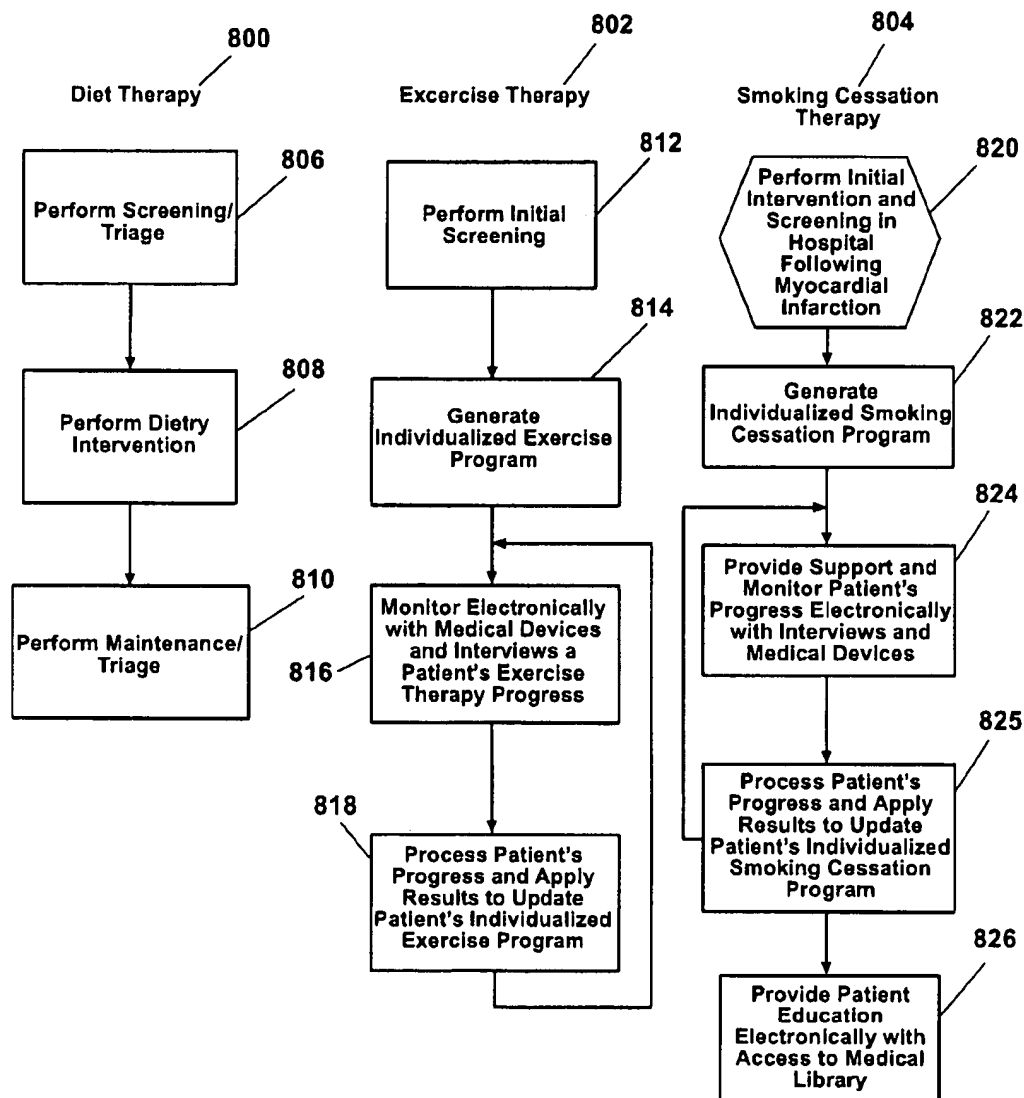 800
Diet Therapy
806
Perform Screening/
Triage
808
Perform Dietry
Intervention
810
Perform Maintenance/
Triage
802
Excercise Therapy
812
Perform Initial
Screening
814
Generate
Individualized Exercise
Program
Monitor Electronically
with Medical Devices
and Interviews a
Patient's Exercise
Therapy Progress
816
818
Process Patient's
Progress and Apply
Results to Update
Patient's Individualized
Exercise Program
804
Smoking Cessation
Therapy
820
Perform Initial
Intervention and
Screening in
Hospital
Following
Myocardial
Infarction
822
Generate
Individualized Smoking
Cessation Program
824
Provide Support and
Monitor Patient's
Progress Electronically
with Interviews and
Medical Devices
825
Process Patient's
Progress and Apply
Results to Update
Patient's Individualized
Smoking Cessation
Program
826
Provide Patient
Education
Electronically with
Access to Medical
Library